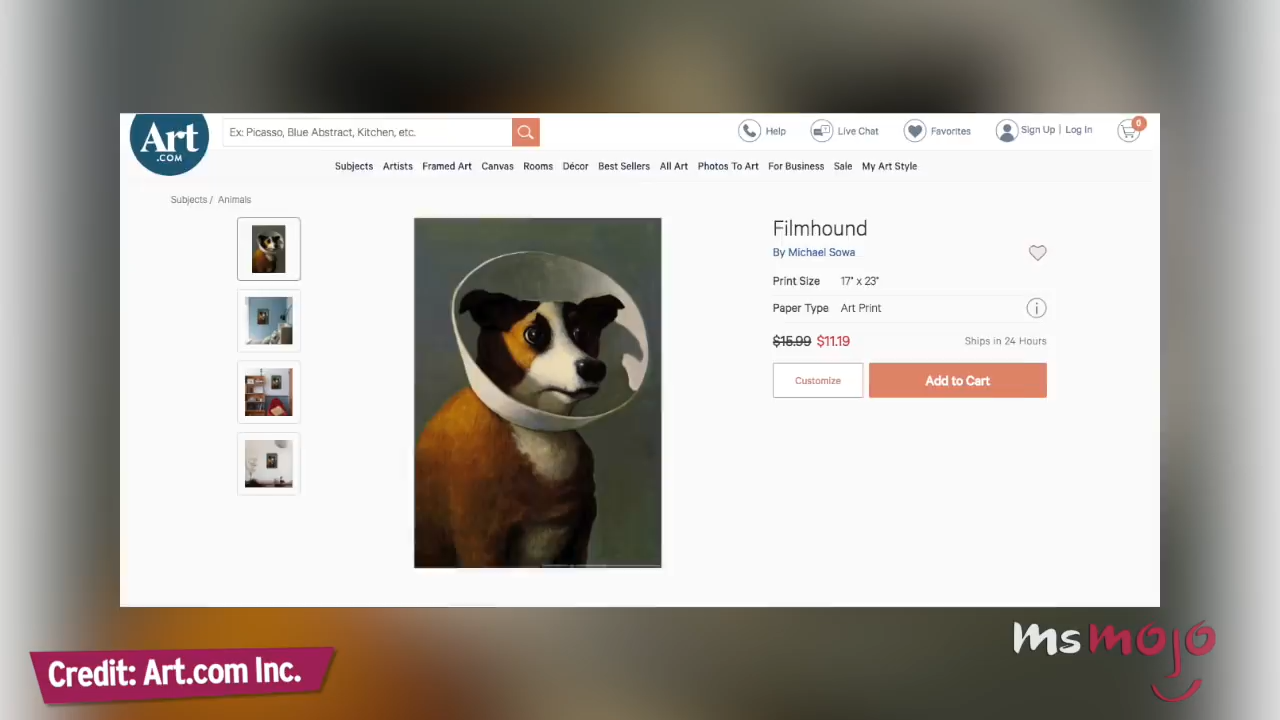 Art
.COM
Ex: Picasso, Blue Abstract, Kitchen, etc.
Help
Live Chat
Favorites
Sign Up | Log In
0
Subjects Artists Framed Art Canvas Rooms Décor Best Sellers All Art Photos To Art For Business Sale My Art Style
Subjects / Animals
Filmhound
By Michael Sowa
Print Size 17" x 23"
Paper Type Art Print
$15.99 $11.19 Ships in 24 Hours
Customize
Add to Cart
Credit: Art.com Inc.
msmojo